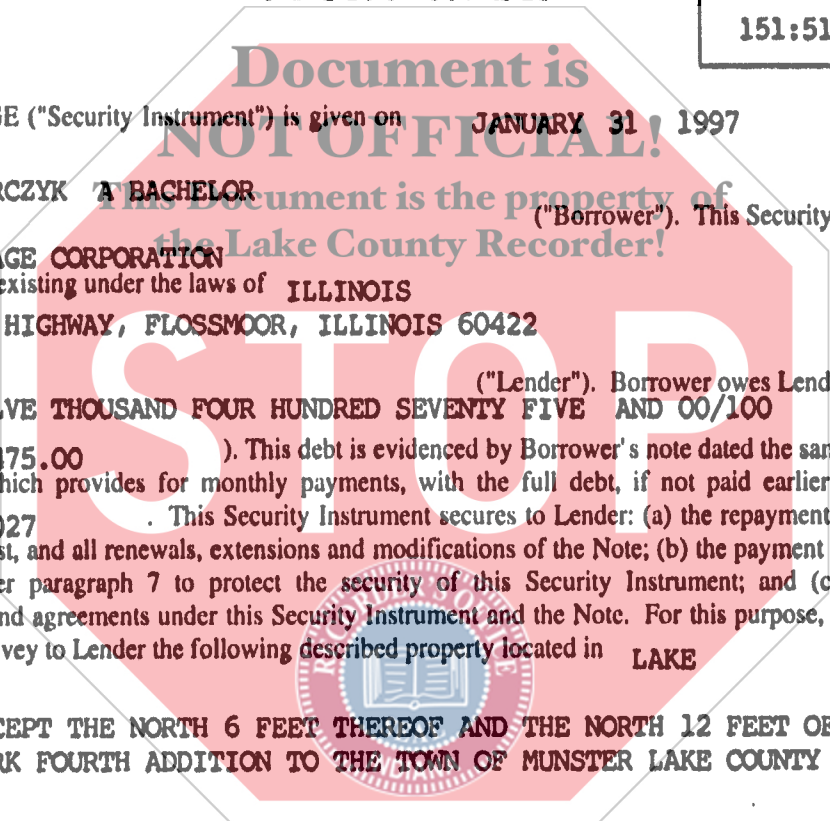 151:51
Document is
GE ("Security Instrument") is given on JANUARY 31 1997
NOT OFFICIAL!
RCZYK A BACHELOR
This Document is the property of
("Borrower"). This Security
the Lake County Recorder!
AGE CORPORATION
existing under the laws of ILLINOIS
HIGHWAY, FLOSSMOOR, ILLINOIS 60422
STOP
("Lender"). Borrower owes Lend
LVE THOUSAND FOUR HUNDRED SEVENTY FIVE AND 00/100
475.00 ). This debt is evidenced by Borrower's note dated the sam
hich provides for monthly payments, with the full debt, if not paid earlier
027 . This Security Instrument secures to Lender: (a) the repayment
st, and all renewals, extensions and modifications of the Note; (b) the payment
er paragraph 7 to protect the security of this Security Instrument; and (c
nd agreements under this Security Instrument and the Note. For this purpose,
vey to Lender the following described property located in LAKE
CEPT THE NORTH 6 FEET THEREOF AND THE NORTH 12 FEET OF
RK FOURTH ADDITION TO THE TOWN OF MUNSTER LAKE COUNTY